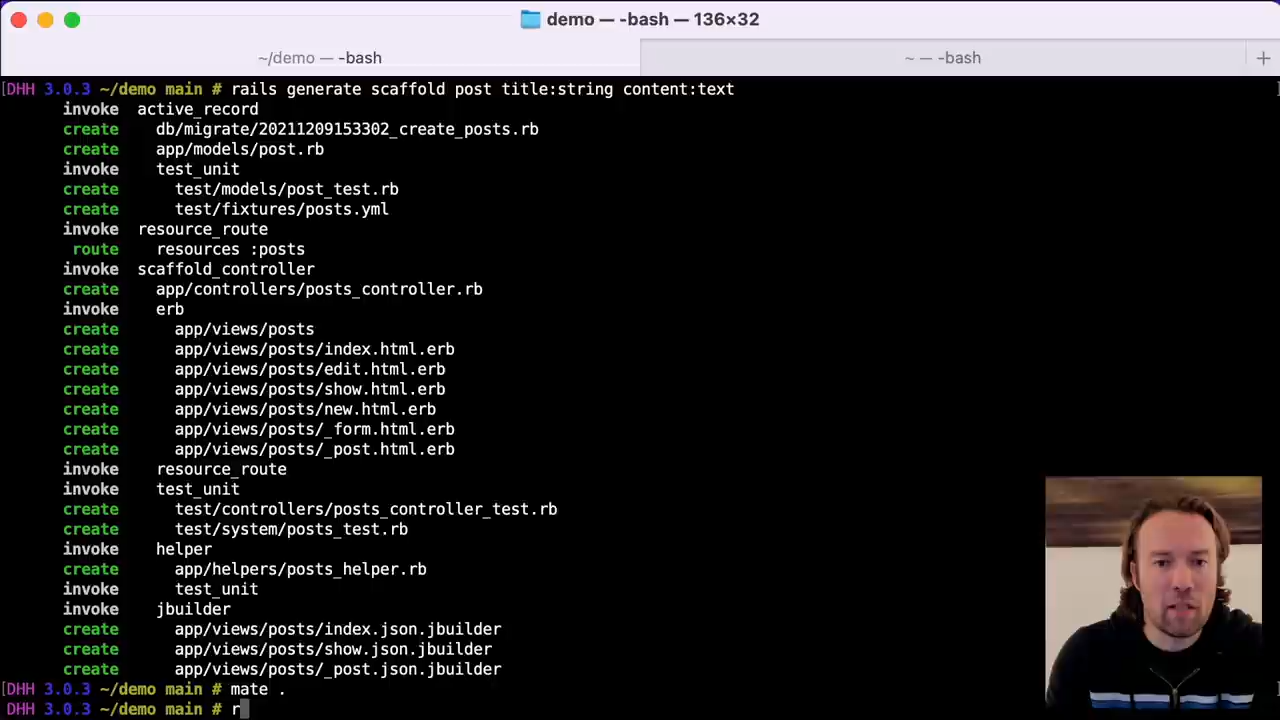 demo — -bash — 136×32
~/demo — -bash
~ — -bash
[DHH 3.0.3 ~/demo main # rails generate scaffold post title:string content:text ]
invoke active_record
create db/migrate/20211209153302_create_posts.rb
create app/models/post.rb
invoke test_unit
create test/models/post_test.rb
create test/fixtures/posts.yml
invoke resource_route
route resources :posts
invoke scaffold_controller
create app/controllers/posts_controller.rb
invoke erb
create app/views/posts
create app/views/posts/index.html.erb
create app/views/posts/edit.html.erb
create app/views/posts/show.html.erb
create app/views/posts/new.html.erb
create app/views/posts/_form.html.erb
create app/views/posts/_post.html.erb
invoke resource_route
invoke test_unit
create test/controllers/posts_controller_test.rb
create test/system/posts_test.rb
invoke helper
create app/helpers/posts_helper.rb
invoke test_unit
invoke jbuilder
create app/views/posts/index.json.jbuilder
create app/views/posts/show.json.jbuilder
create app/views/posts/_post.json.jbuilder
[DHH 3.0.3 ~/demo main # mate . ]
[DHH 3.0.3 ~/demo main # r